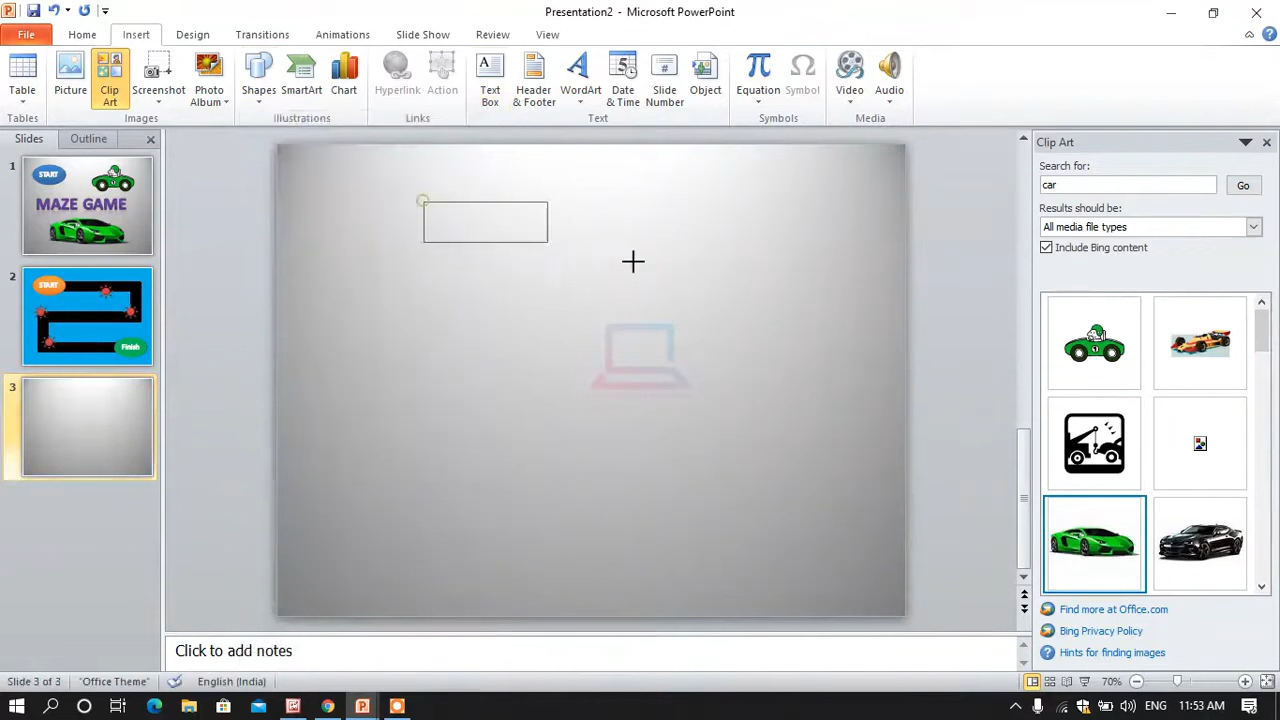 Presentation2 - Microsoft PowerPoint
File Home Insert Design Transitions Animations Slide Show Review View
Table
Picture
Clip Art
Screenshot
Photo Album
Shapes
SmartArt
Chart
Hyperlink
Action
Text Box
Header & Footer
WordArt
Date & Time
Slide Number
Object
Equation
Symbol
Video
Audio
Tables Images Illustrations Links Text Symbols Media
Slides Outline
1
START
MAZE GAME
2
START
Finish
3
Clip Art
Search for:
car Go
Results should be:
All media file types
Include Bing content
Find more at Office.com
Bing Privacy Policy
Hints for finding images
Click to add notes
Slide 3 of 3 "Office Theme" English (India) 70%
ENG 11:53 AM